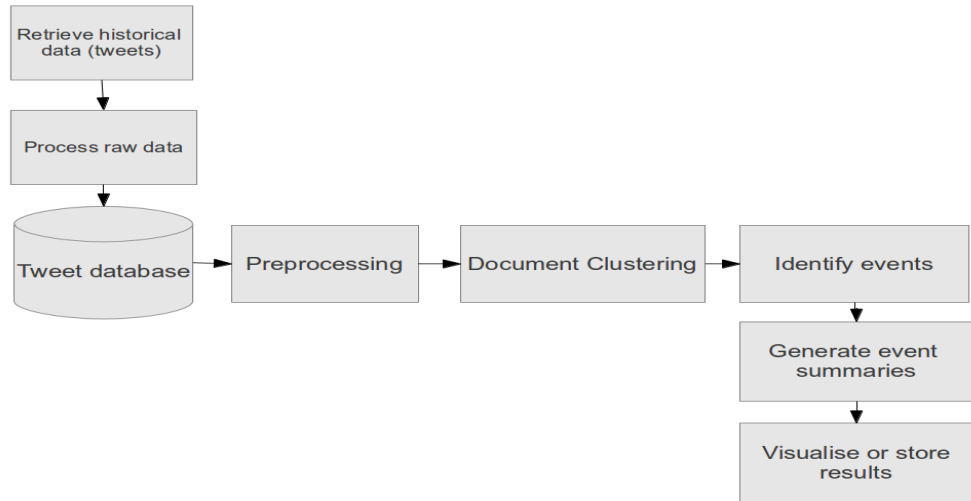 Retrieve historical
data (tweets)
Process raw data
Tweet database
Preprocessing
Document Clustering
Identify events
Generate event
summaries
Visualise or store
results